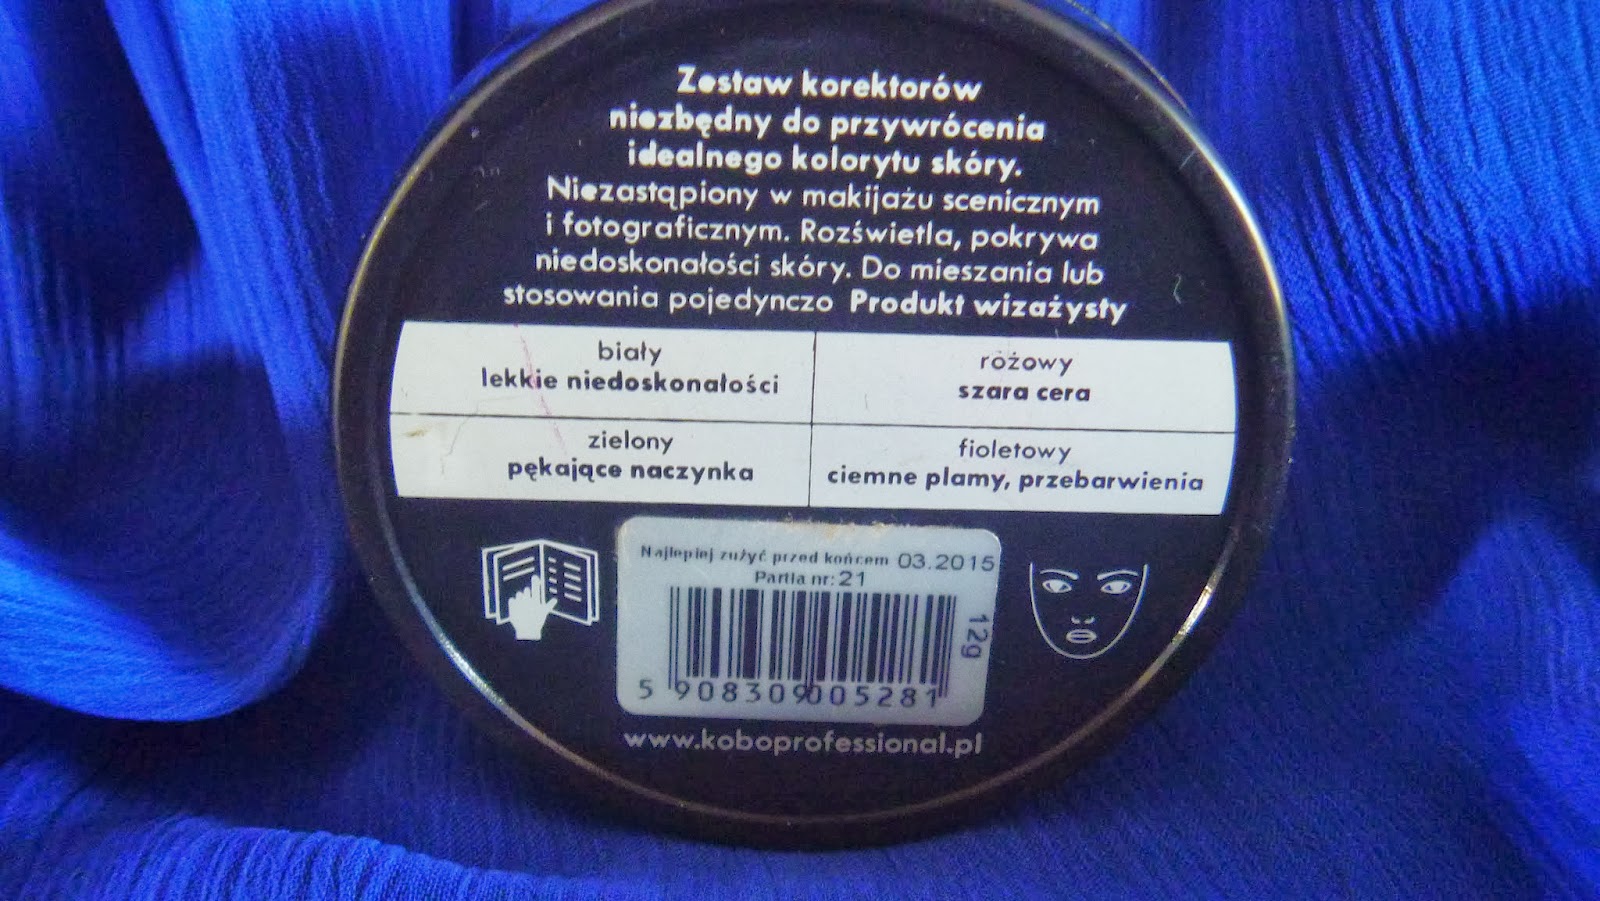 Zestaw korektorów
niezbędny do przywrócenia
idealnego kolorytu skóry.
Niezastąpiony w makijażu scenicznym
i fotograficznym. Rozświetla, pokrywa
niedoskonałości skóry. Do mieszania lub
stosowania pojedynczo Produkt wizażysty
biały
lekkie niedoskonałości
różowy
szara cera
zielony
pękające naczynka
fioletowy
ciemne plamy, przebarwienia
Najlepiej zużyć przed końcem 03.2015
Partia nr: 21
12g
5 908309 005281
www.koboprofessional.pl